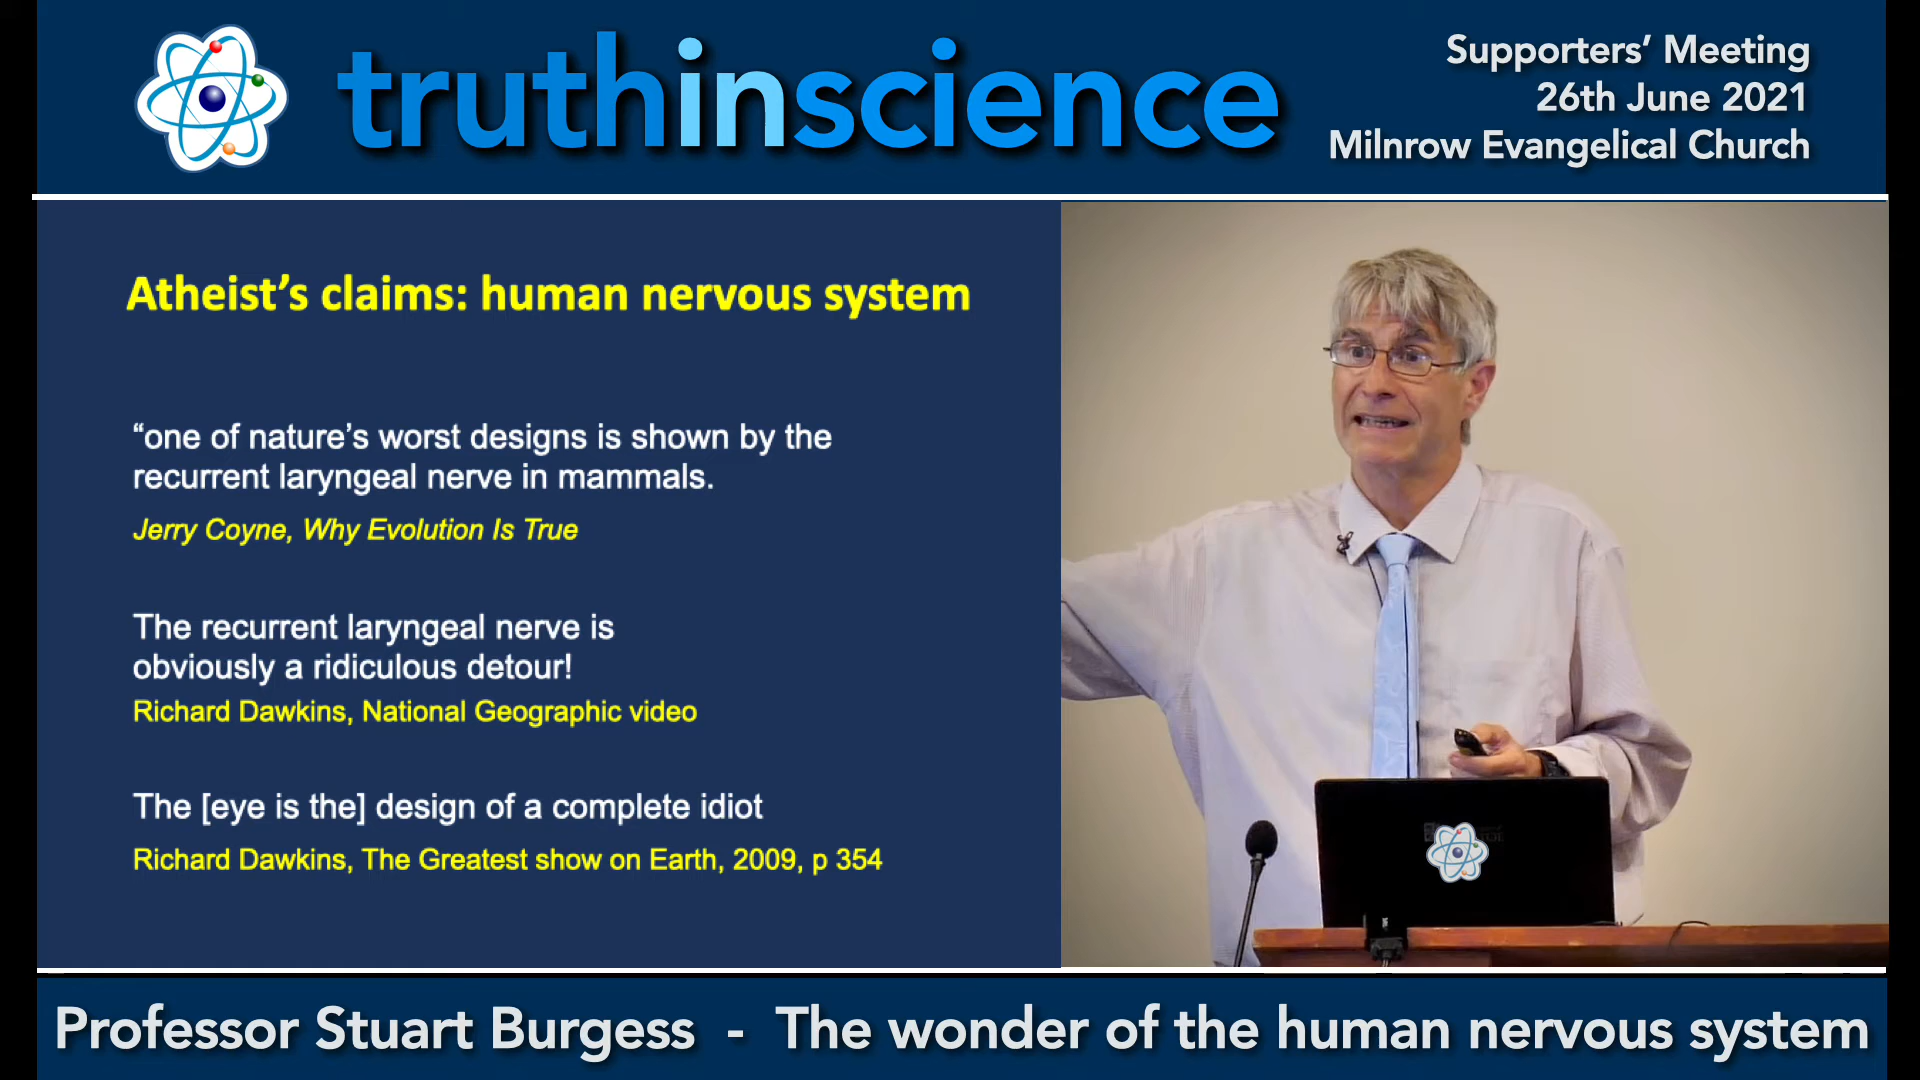 truthinscience
Supporters’ Meeting
26th June 2021
Milnrow Evangelical Church
Atheist’s claims: human nervous system
“one of nature’s worst designs is shown by the
recurrent laryngeal nerve in mammals.
Jerry Coyne, Why Evolution Is True
The recurrent laryngeal nerve is
obviously a ridiculous detour!
Richard Dawkins, National Geographic video
The [eye is the] design of a complete idiot
Richard Dawkins, The Greatest show on Earth, 2009, p 354
Professor Stuart Burgess - The wonder of the human nervous system